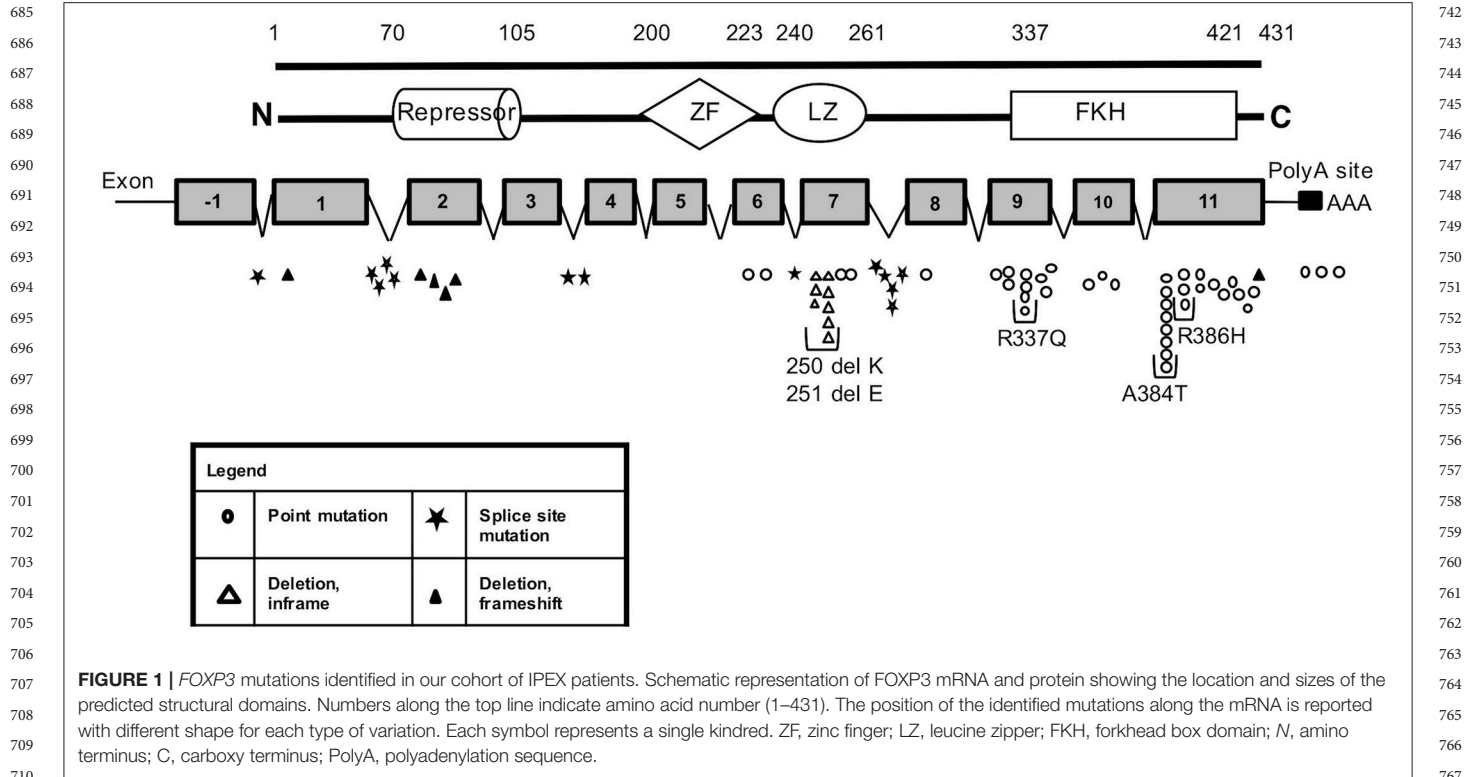 1 70 105 200 223 240 261 337 421 431
N Repressor ZF LZ FKH C
Exon -1 1 2 3 4 5 6 7 8 9 10 11 PolyA site
AAA
R337Q R386H
250 del K
251 del E A384T
Legend
Point mutation Splice site
mutation
Deletion,
inframe
Deletion,
frameshift
FIGURE 1 | FOXP3 mutations identified in our cohort of IPEX patients. Schematic representation of FOXP3 mRNA and protein showing the location and sizes of the
predicted structural domains. Numbers along the top line indicate amino acid number (1–431). The position of the identified mutations along the mRNA is reported
with different shape for each type of variation. Each symbol represents a single kindred. ZF, zinc finger; LZ, leucine zipper; FKH, forkhead box domain; N, amino
terminus; C, carboxy terminus; PolyA, polyadenylation sequence.
685
686
687
688
689
690
691
692
693
694
695
696
697
698
699
700
701
702
703
704
705
706
707
708
709
710
742
743
744
745
746
747
748
749
750
751
752
753
754
755
756
757
758
759
760
761
762
763
764
765
766
767